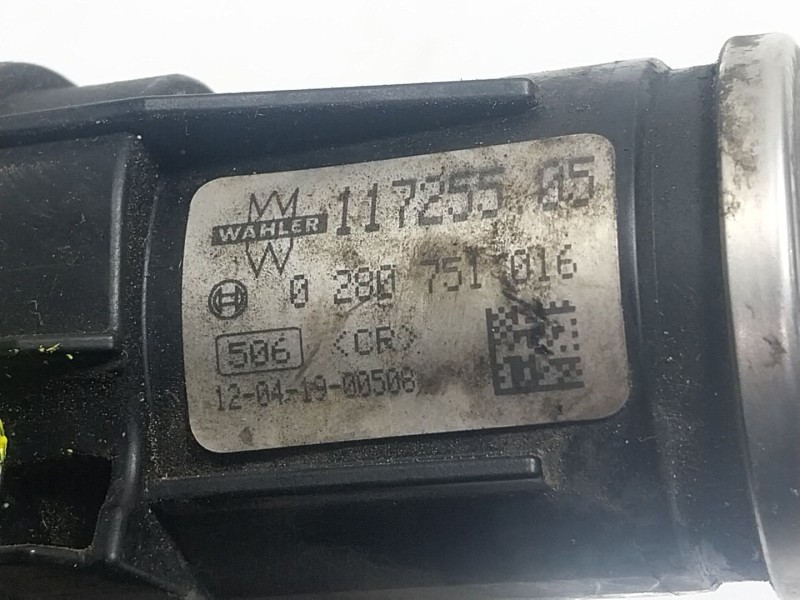 WAHLER 117255.05
0 280 751 016
506 <CR>
12-04-19-00508